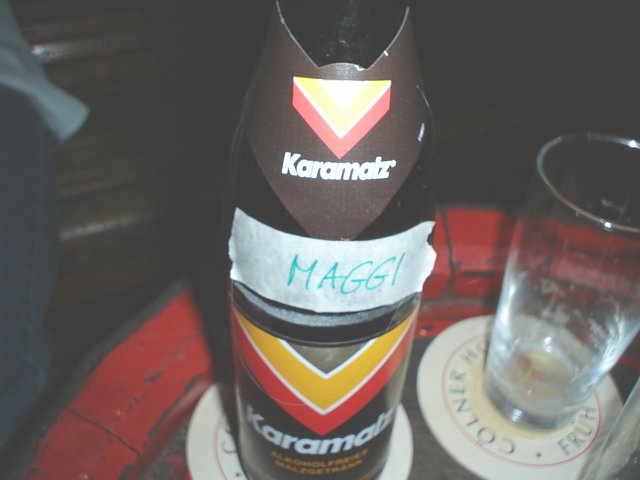 Karamalz
MAGGI
Karamalz
ALKOHOLFREIES
MALZGETRÄNK
CÖLNER HO
FRÜH